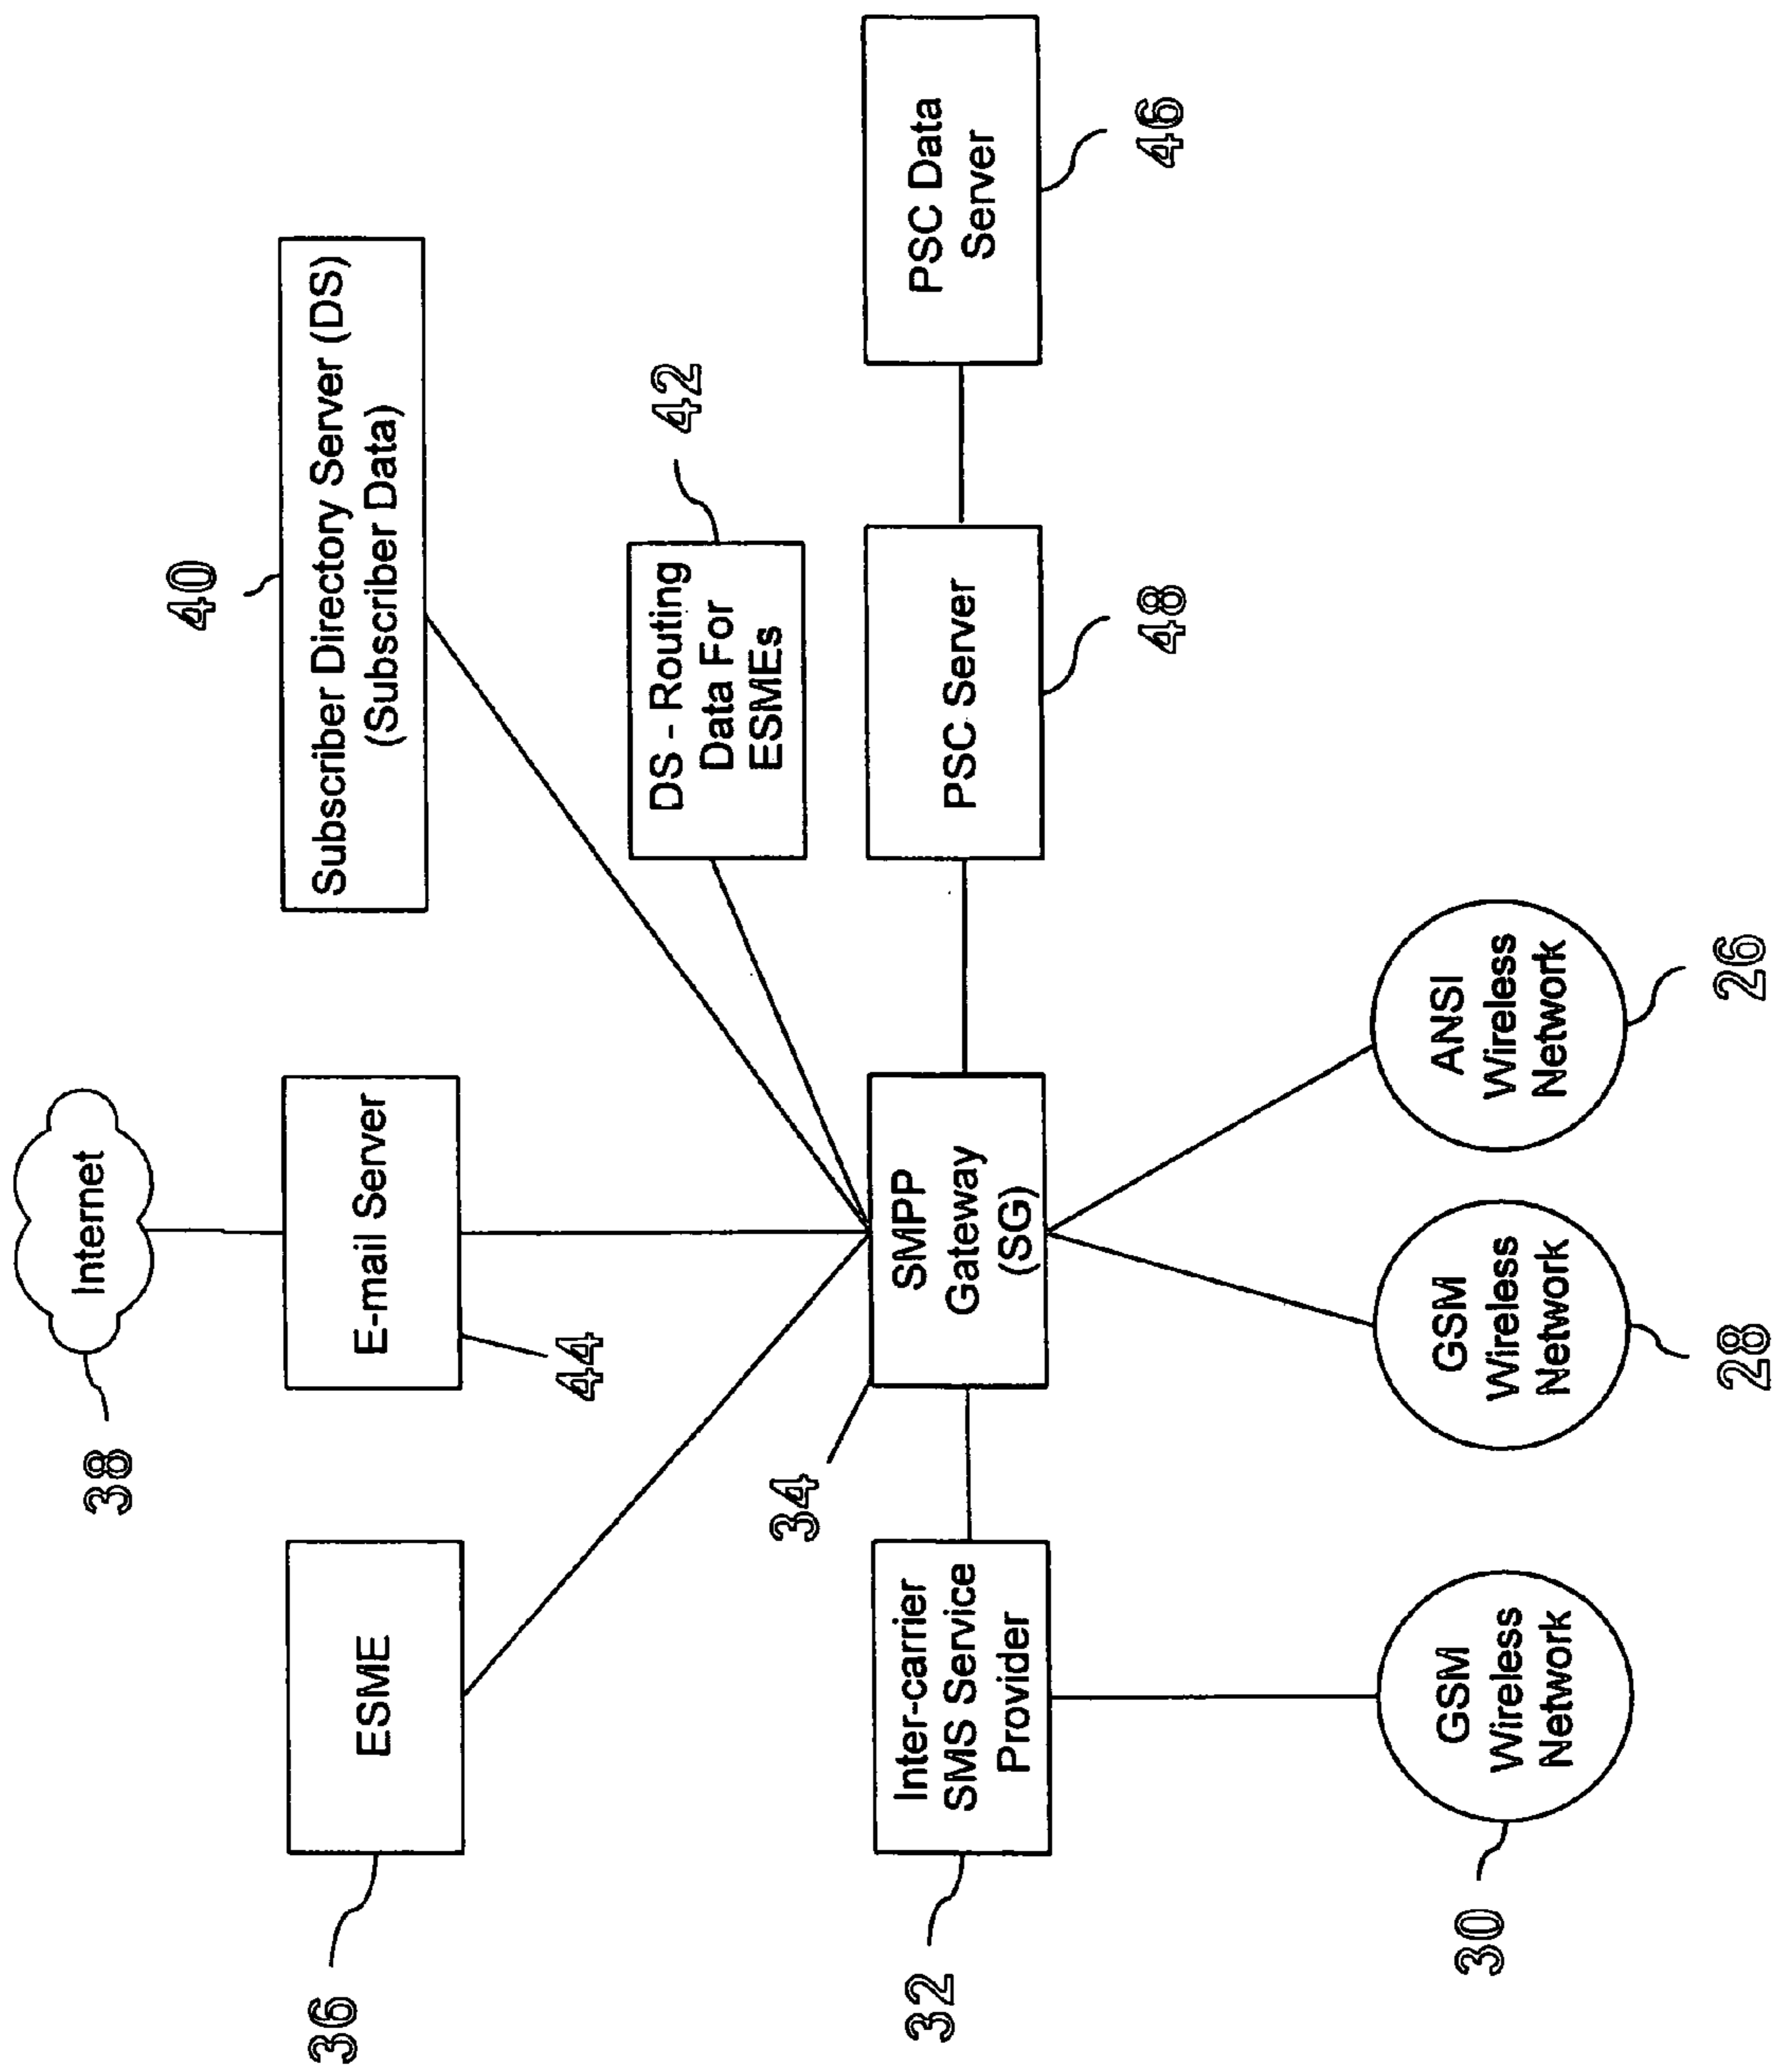 38
Internet
36
ESME
E-mail Server
44
40
Subscriber Directory Server (DS)
(Subscriber Data)
42
DS - Routing
Data For
ESMEs
34
32
Inter-carrier
SMS Service
Provider
SMPP
Gateway
(SG)
PSC Server
48
PSC Data
Server
46
30
GSM
Wireless
Network
GSM
Wireless
Network
28
ANSI
Wireless
Network
26